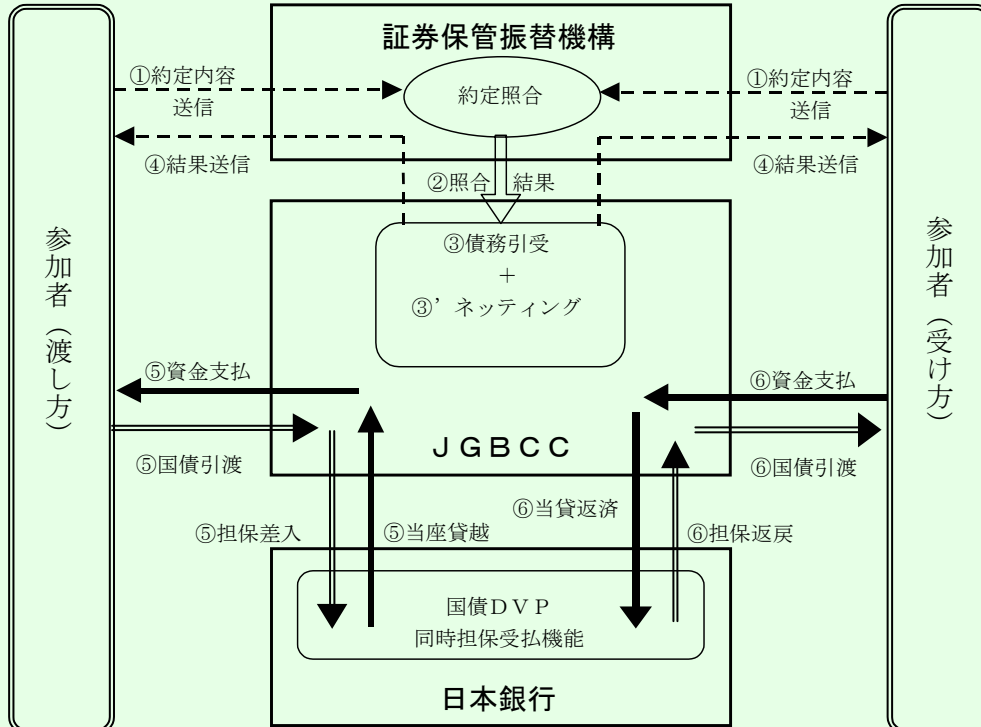 証券保管振替機構
①約定内容
送信
約定照合
①約定内容
送信
④結果送信
④結果送信
②照合 結果
③債務引受
+
③’ネッティング
参加者（渡し方）
参加者（受け方）
⑤資金支払
⑥資金支払
⑤国債引渡
JGBCC
⑥国債引渡
⑥当貸返済
⑤担保差入
⑤当座貸越
⑥担保返戻
国債DVP
同時担保受払機能
日本銀行